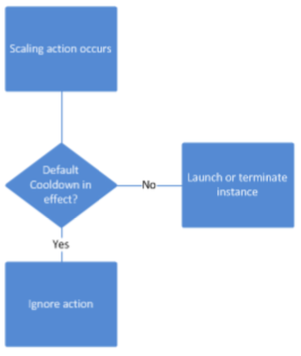 Scaling action occurs
Default
Cooldown in
effect?
No
Launch or terminate
instance
Yes
Ignore action